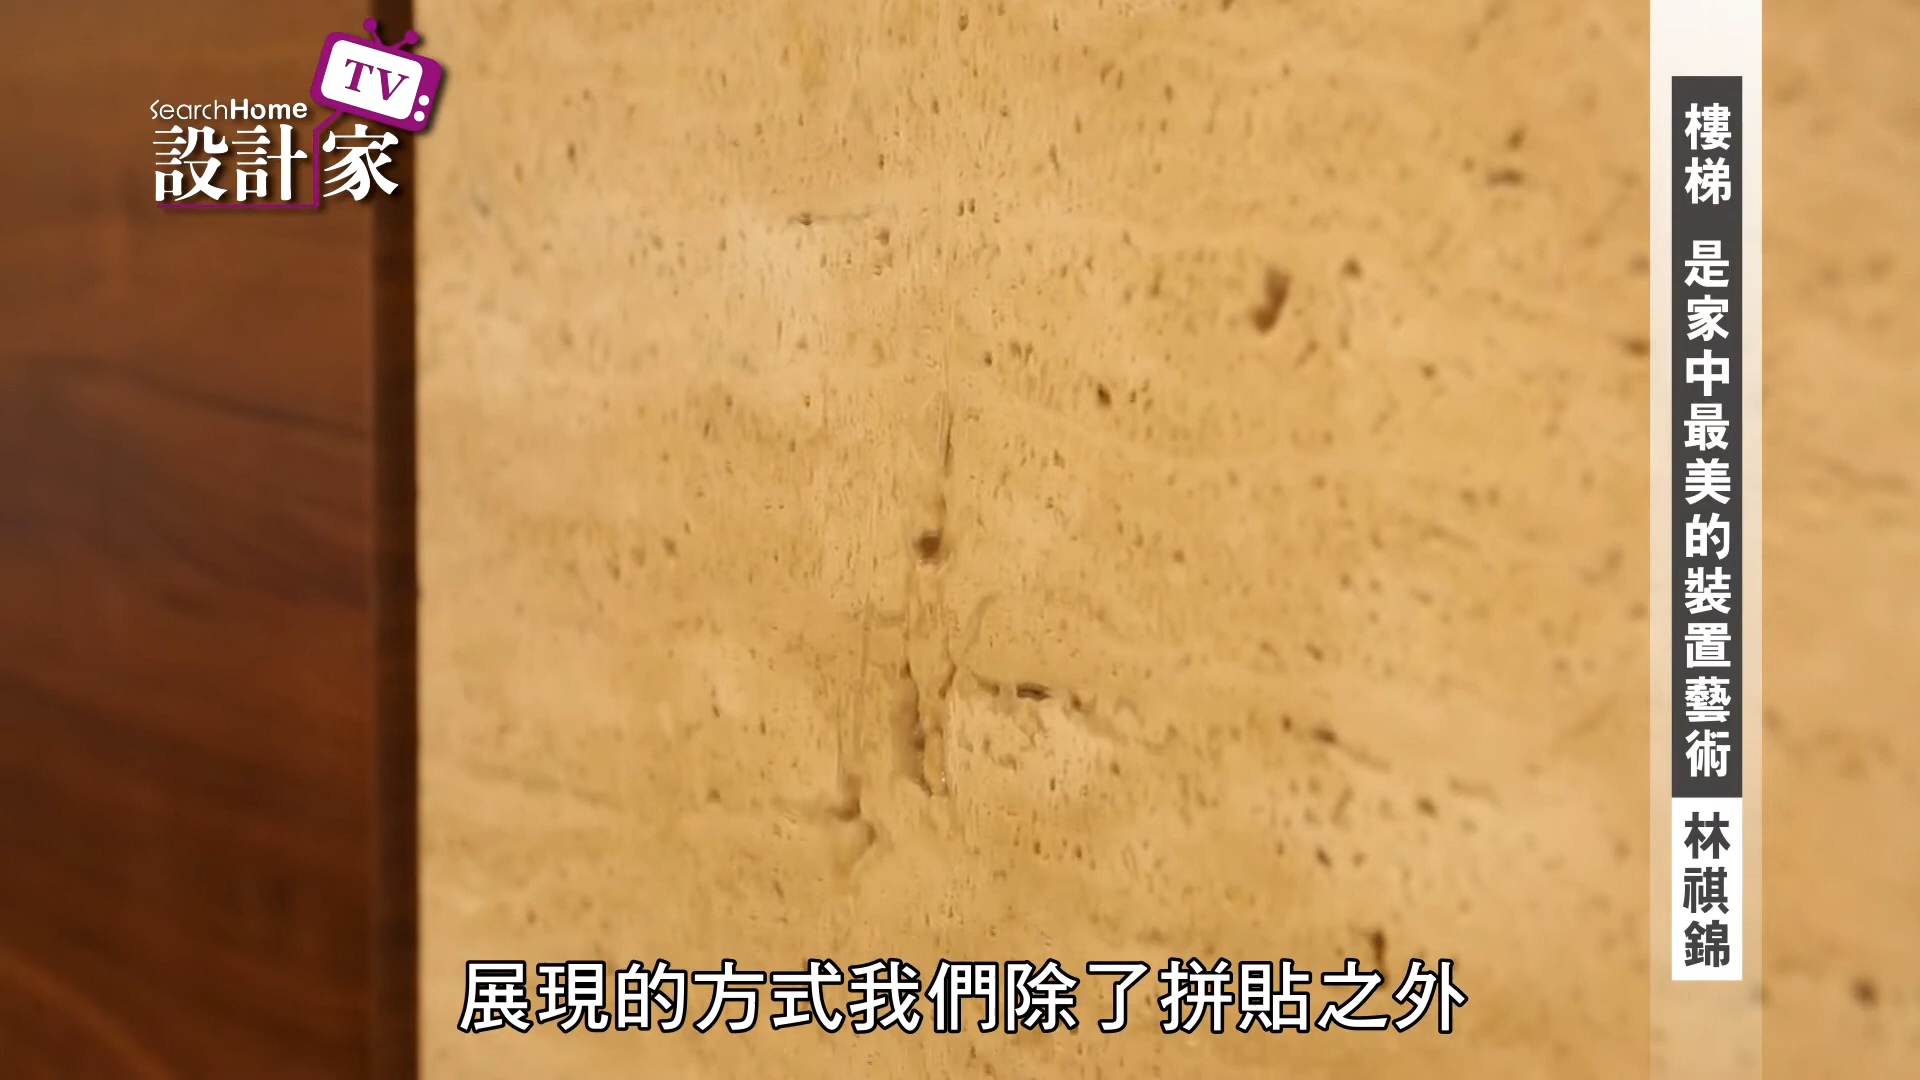 TV
SearchHome
設計家
樓梯 是家中最美的裝置藝術
林祺錦
展現的方式我們除了拼貼之外